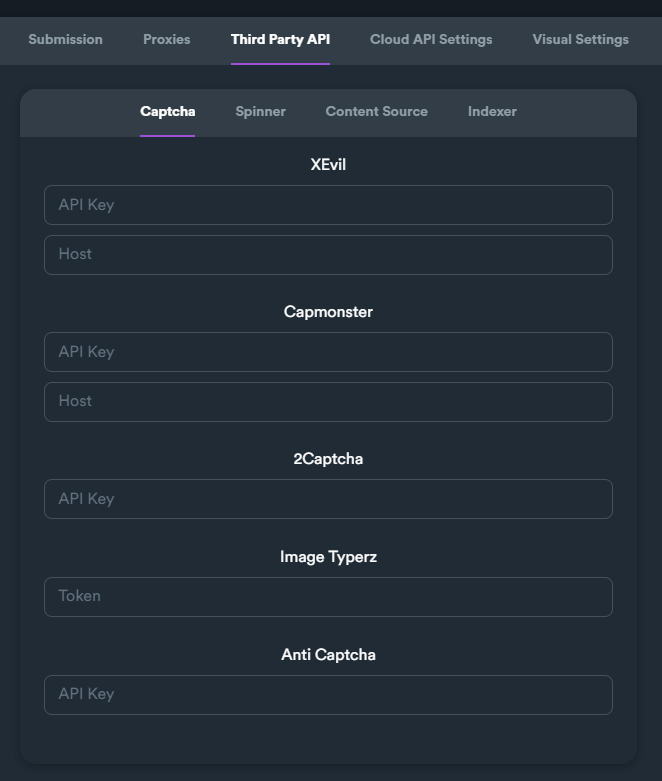 Submission Proxies Third Party API Cloud API Settings Visual Settings
Captcha Spinner Content Source Indexer
XEvil
API Key
Host
Capmonster
API Key
Host
2Captcha
API Key
Image Typerz
Token
Anti Captcha
API Key